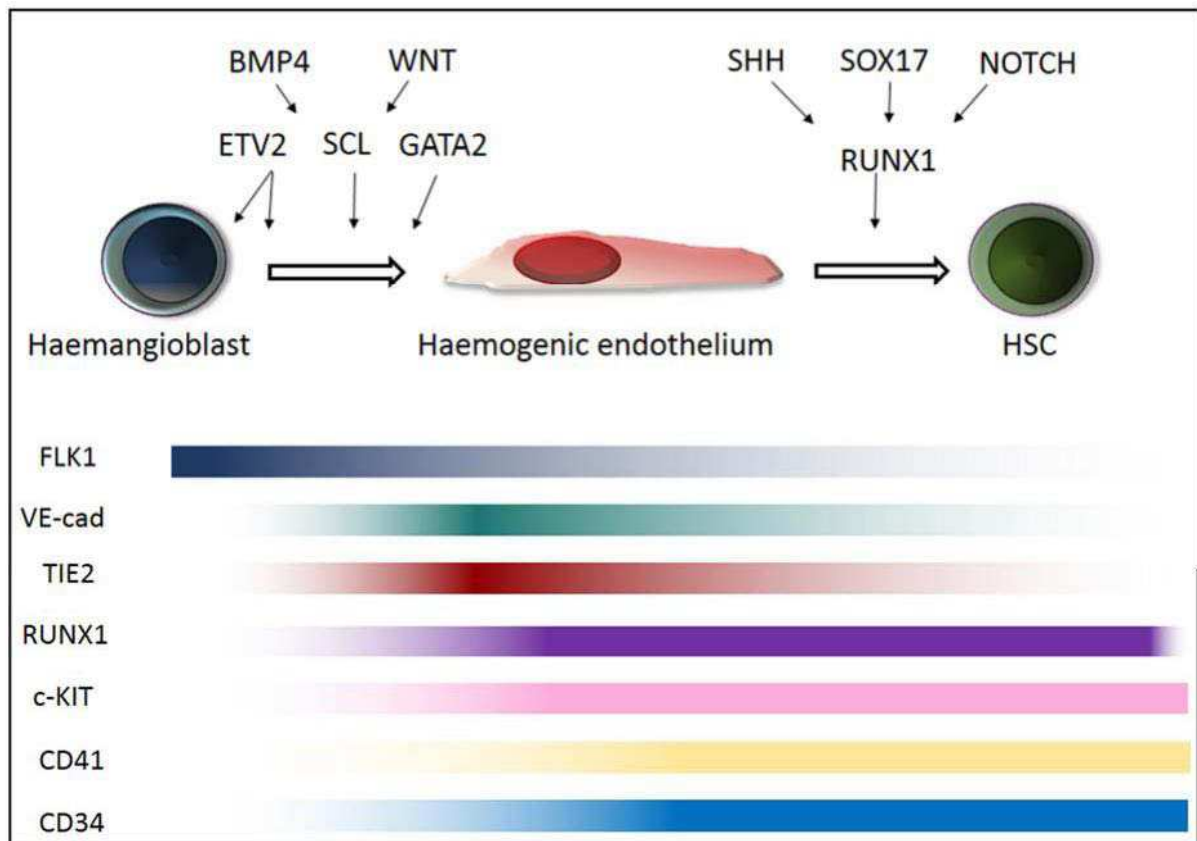 BMP4 WNT SHH SOX17 NOTCH
ETV2 SCL GATA2 RUNX1
Haemangioblast Haemogenic endothelium HSC
FLK1
VE-cad
TIE2
RUNX1
c-KIT
CD41
CD34